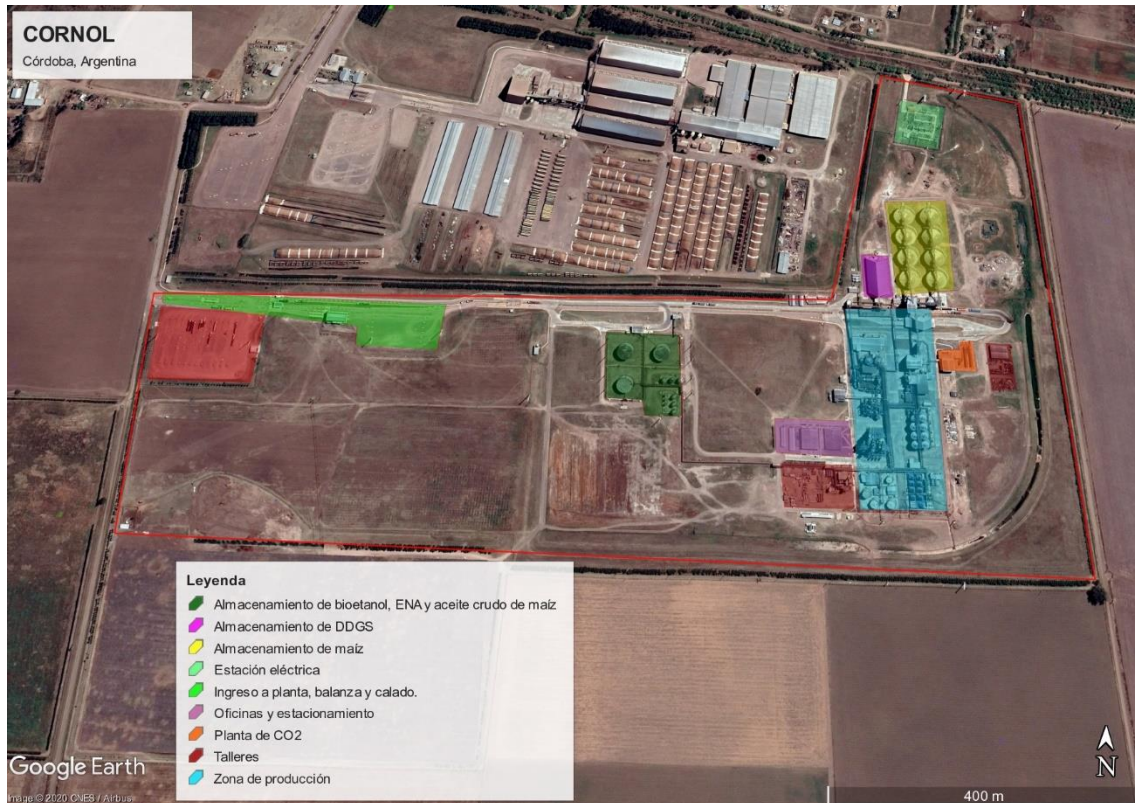 CORNOL
Córdoba, Argentina
Leyenda
Almacenamiento de bioetanol, ENA y aceite crudo de maíz
Almacenamiento de DDGS
Almacenamiento de maíz
Estación eléctrica
Ingreso a planta, balanza y calado.
Oficinas y estacionamiento
Planta de CO2
Talleres
Zona de producción
Google Earth
Image © 2020 CNES / Airbus
N
400 m